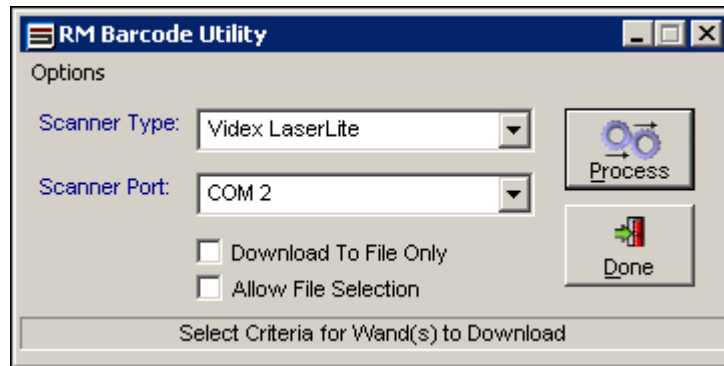 RM Barcode Utility
Options
Scanner Type: Videx LaserLite
Process
Scanner Port: COM 2
Download To File Only
Done
Allow File Selection
Select Criteria for Wand(s) to Download